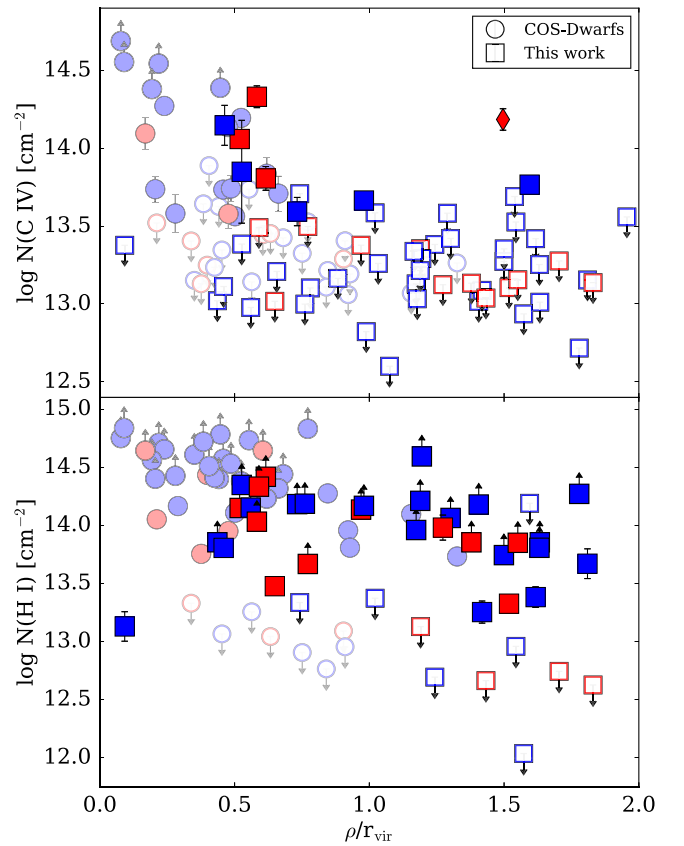 COS-Dwarfs
This work
log N(C IV) [cm⁻²]
14.5
14.0
13.5
13.0
12.5
log N(H I) [cm⁻²]
15.0
14.5
14.0
13.5
13.0
12.5
12.0
0.0 0.5 1.0 1.5 2.0
ρ/r_vir